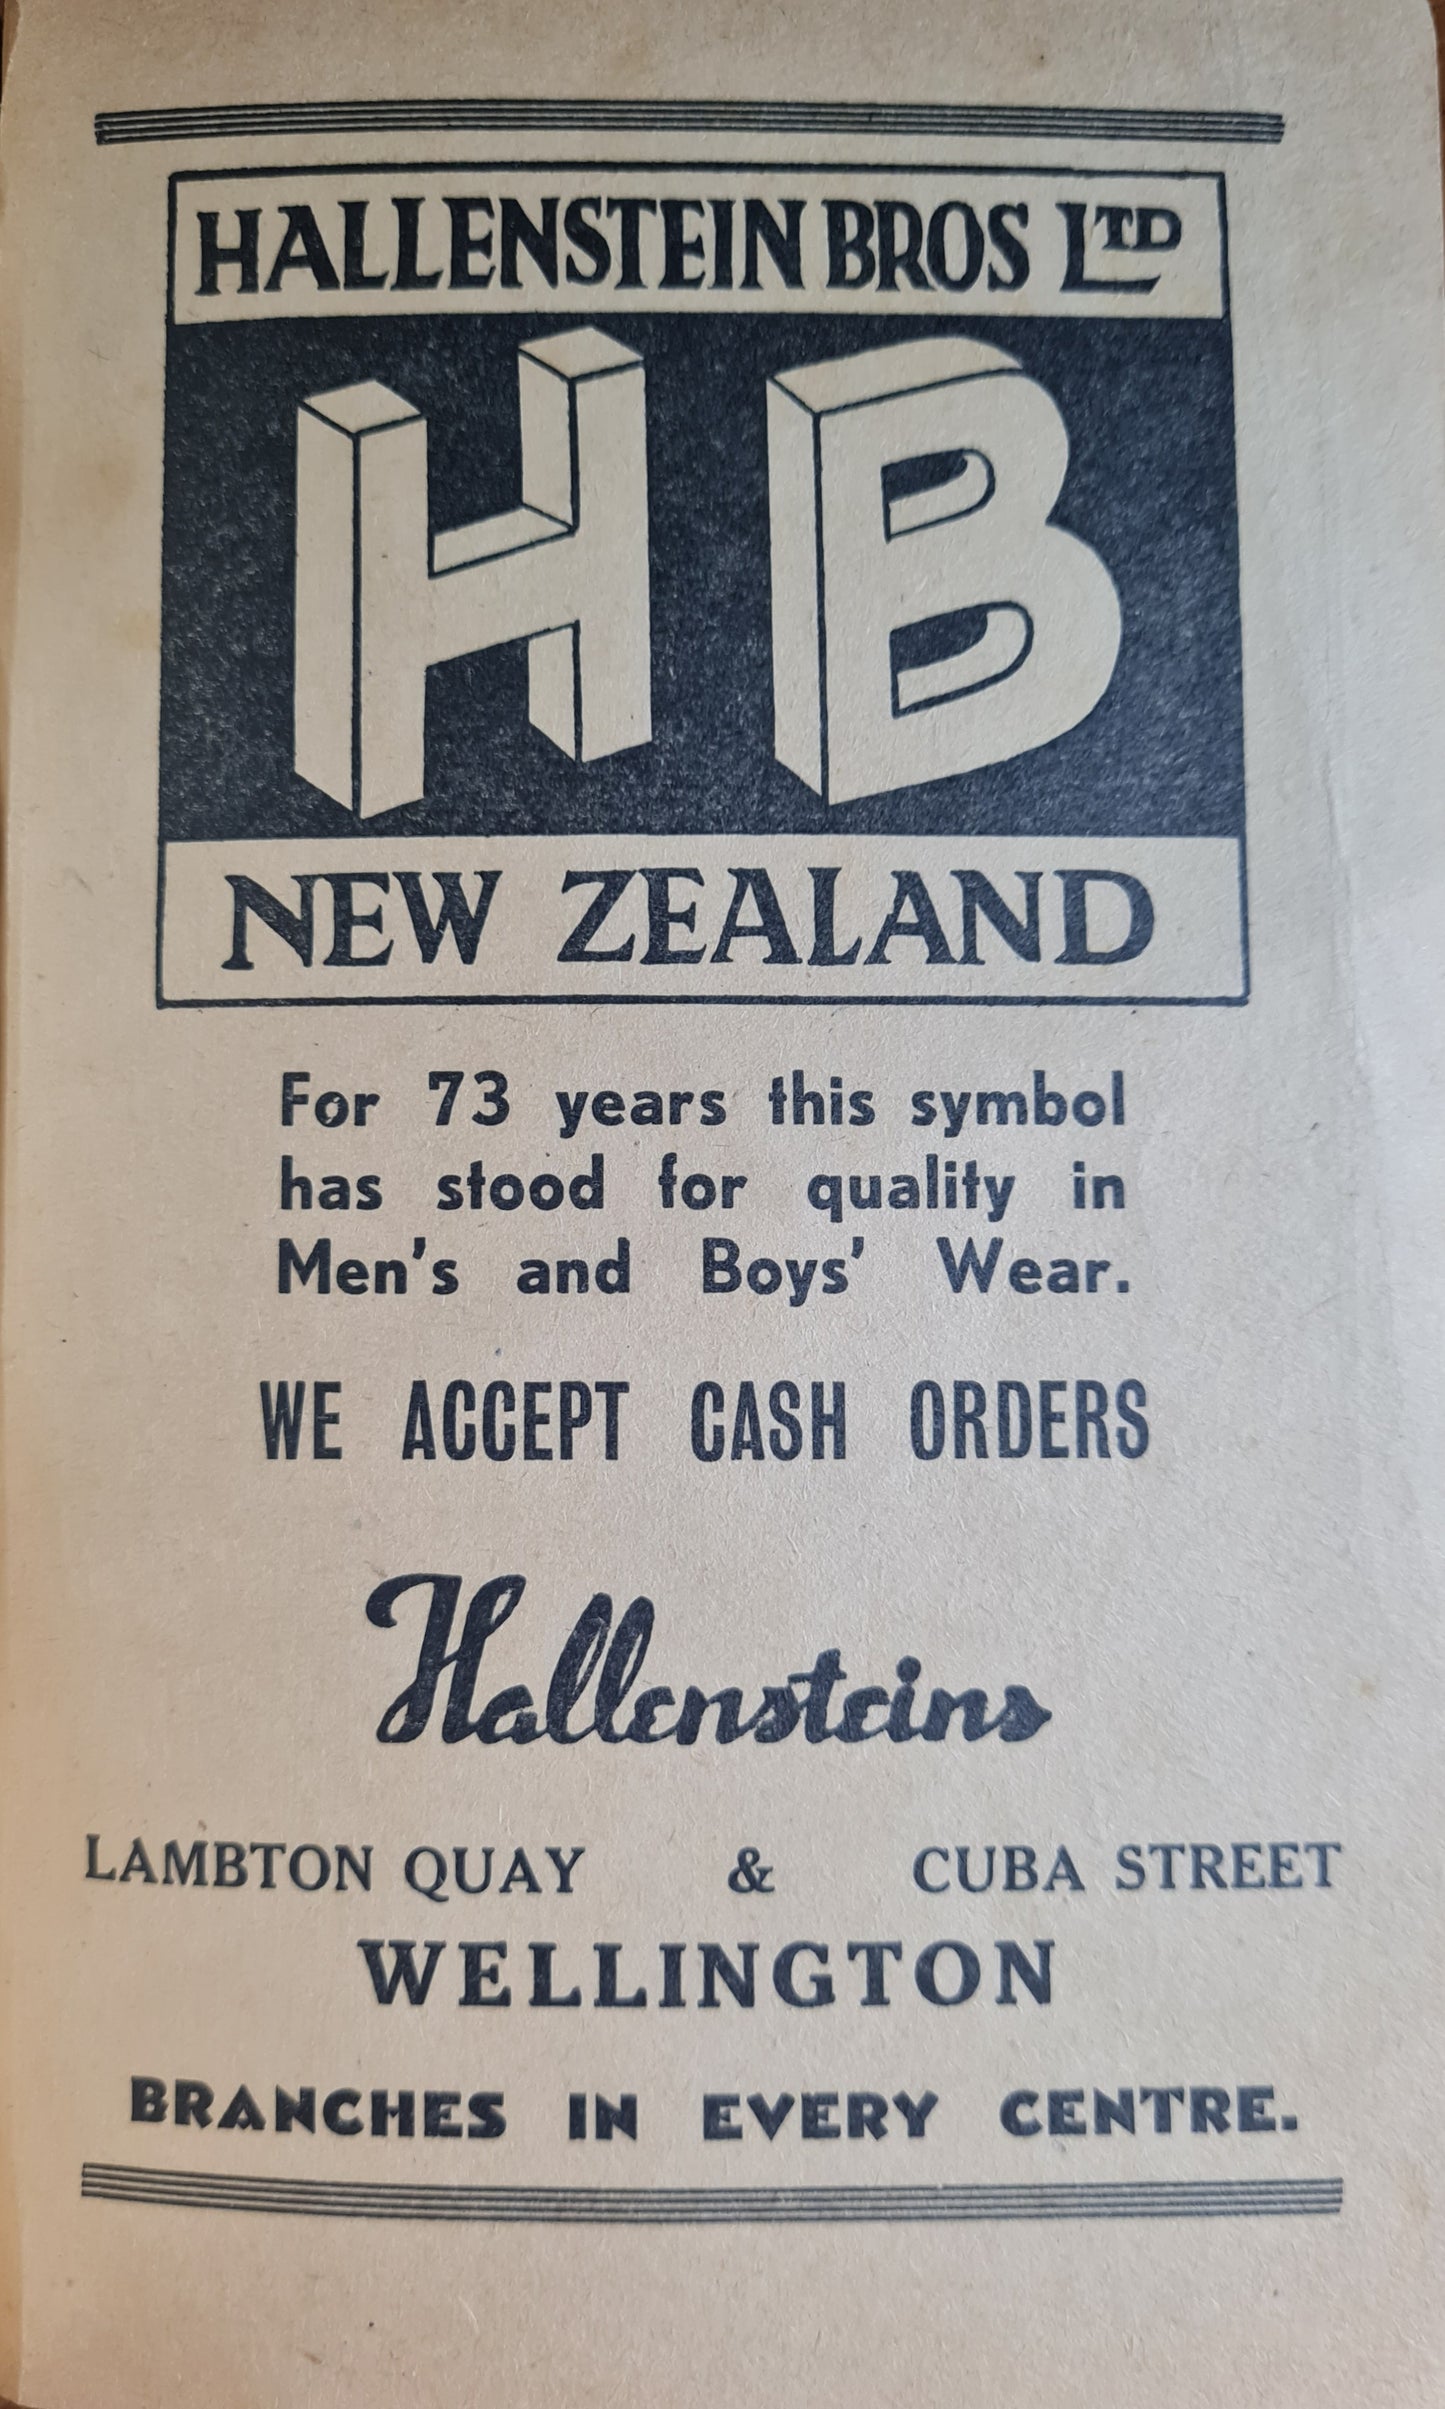 HALLENSTEIN BROS LTD
HB
NEW ZEALAND
For 73 years this symbol
has stood for quality in
Men's and Boys' Wear.
WE ACCEPT CASH ORDERS
Hallensteins
LAMBTON QUAY & CUBA STREET
WELLINGTON
BRANCHES IN EVERY CENTRE.